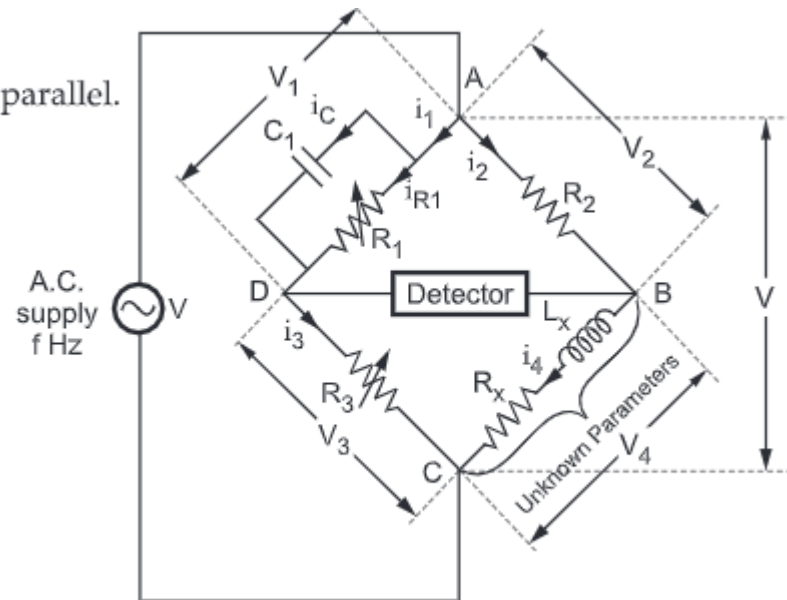 parallel.
A
V1
i1
iC
C1
i2
V2
iR1
R2
R1
A.C.
supply
f Hz
V
D
Detector
B
V
Lx
i3
i4
Rx
R3
V3
Unknown Parameters
V4
C